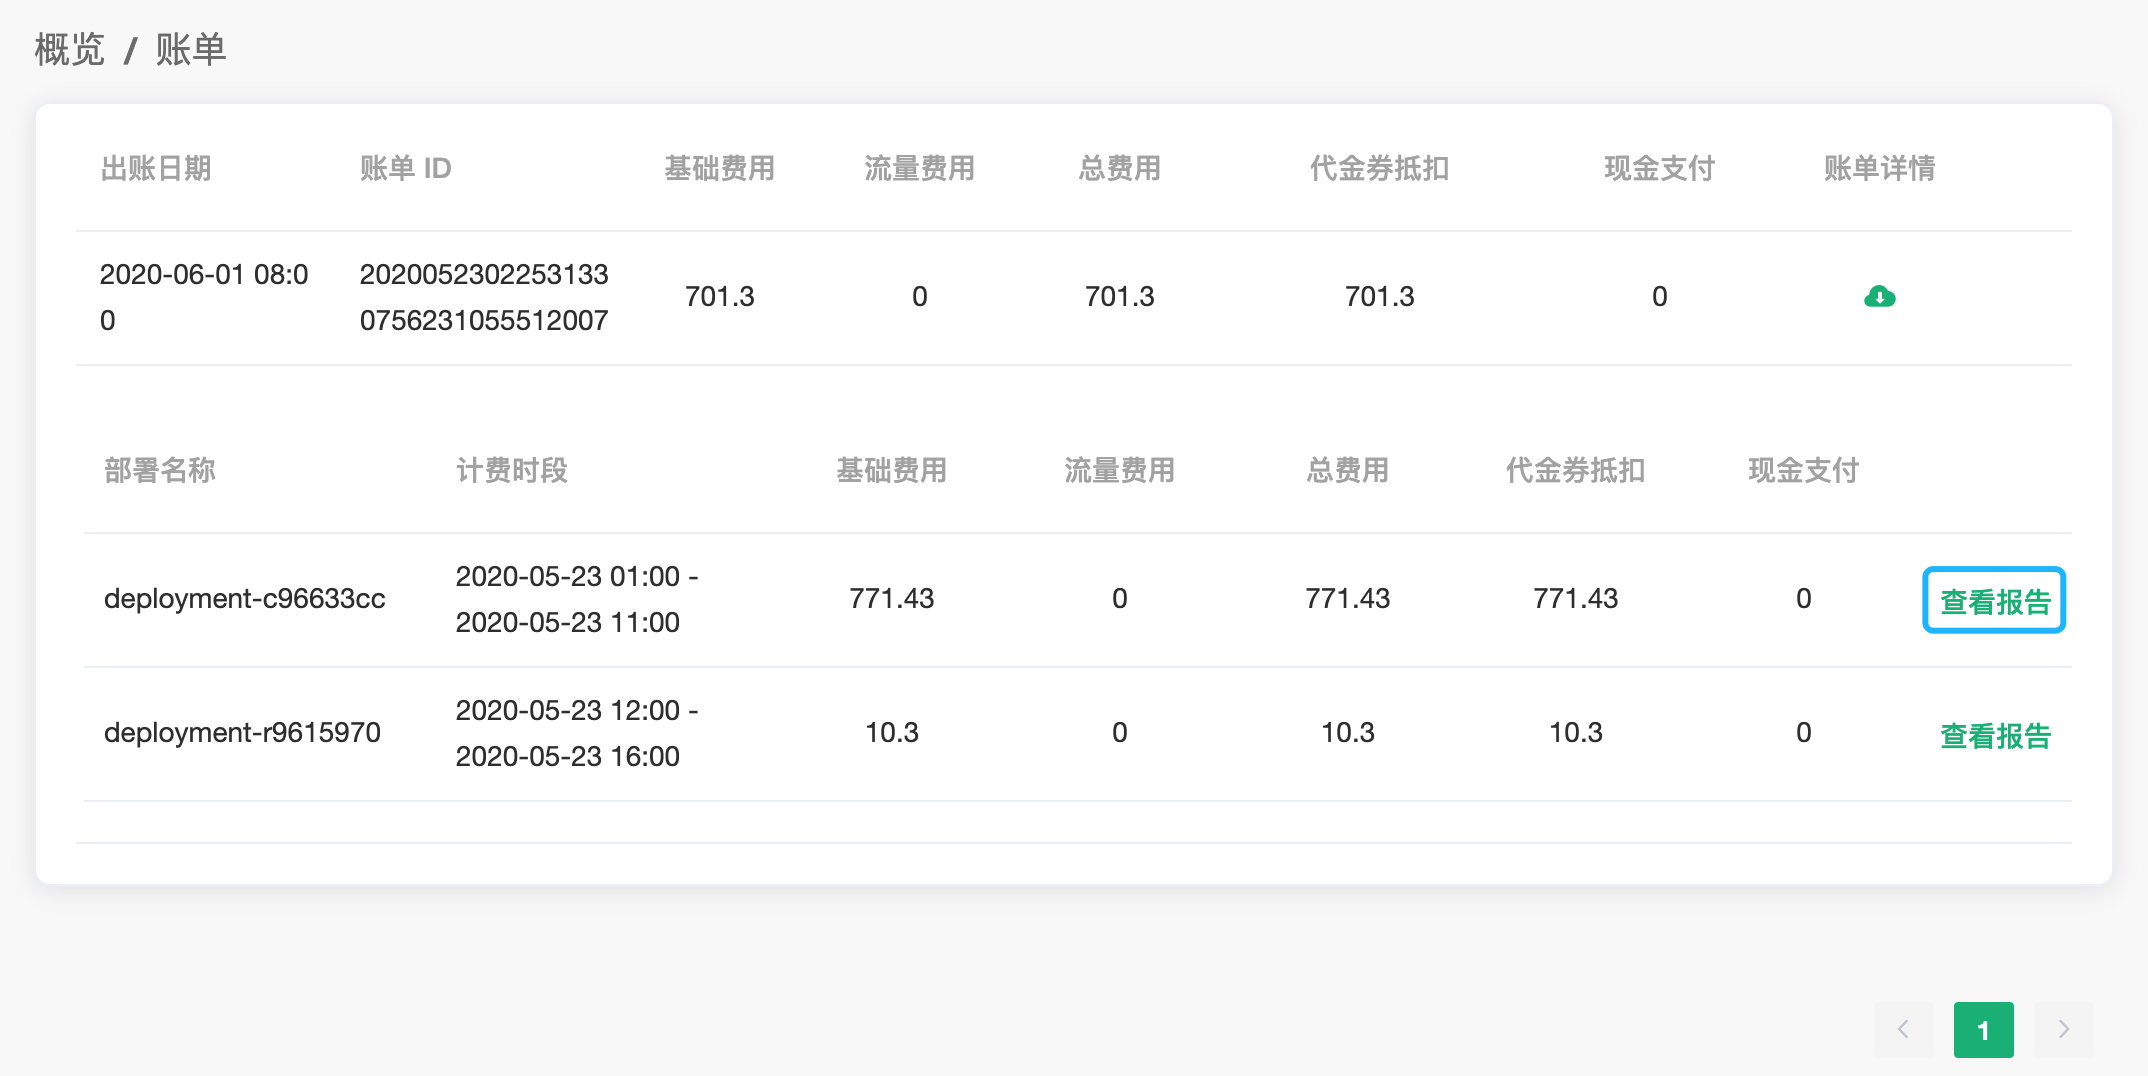 概览 / 账单
出账日期 账单 ID 基础费用 流量费用 总费用 代金券抵扣 现金支付 账单详情
2020-06-01 08:0 2020052302253133
701.3 0 701.3 701.3 0
0 0756231055512007
部署名称 计费时段 基础费用 流量费用 总费用 代金券抵扣 现金支付
2020-05-23 01:00 -
deployment-c96633cc 771.43 0 771.43 771.43 0 查看报告
2020-05-23 11:00
2020-05-23 12:00 -
deployment-r9615970 10.3 0 10.3 10.3 0 查看报告
2020-05-23 16:00
1